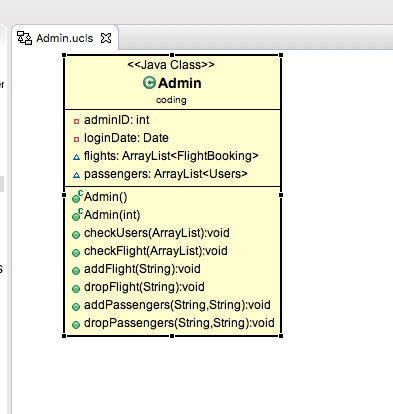 Admin.ucls
<<Java Class>>
Admin
coding
adminID: int
loginDate: Date
flights: ArrayList<FlightBooking>
passengers: ArrayList<Users>
Admin()
Admin(int)
checkUsers(ArrayList):void
checkFlight(ArrayList):void
addFlight(String):void
dropFlight(String):void
addPassengers(String,String):void
dropPassengers(String,String):void